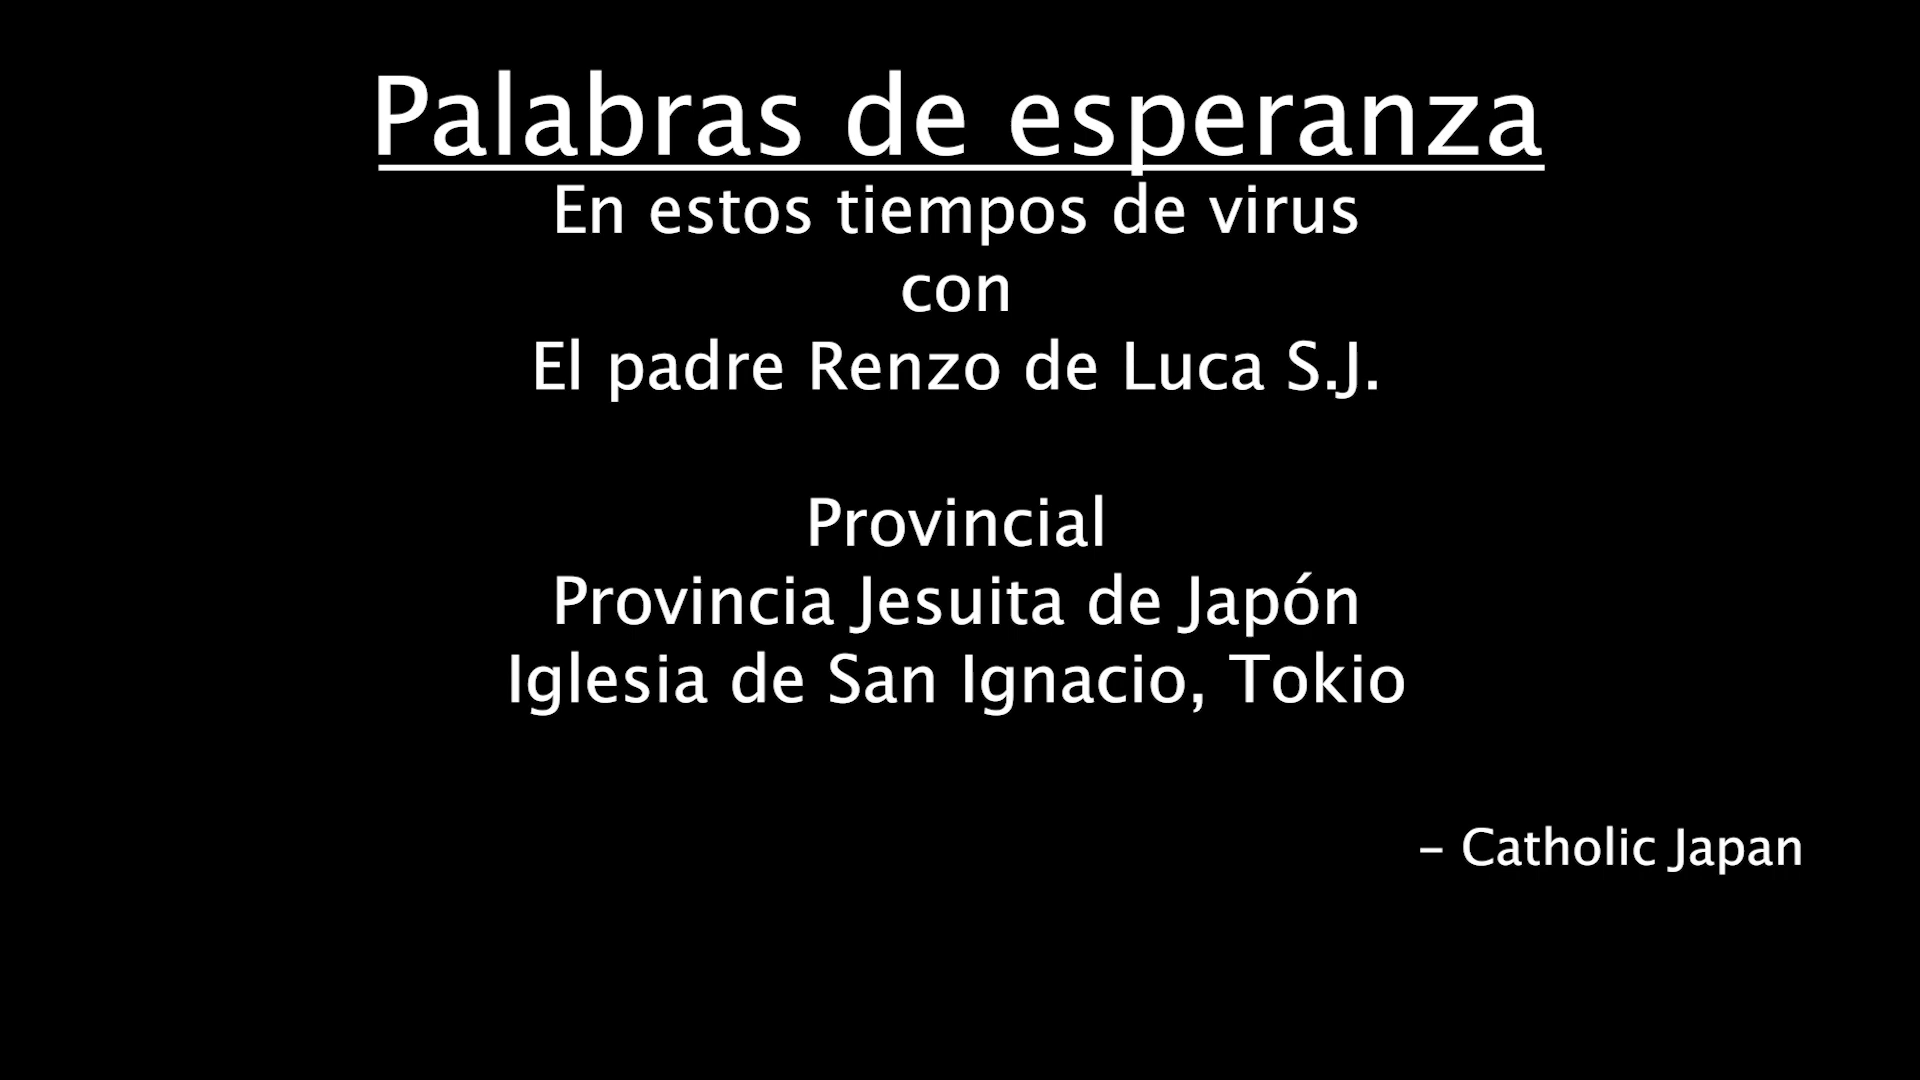 Palabras de esperanza
En estos tiempos de virus
con
El padre Renzo de Luca S.J.
Provincial
Provincia Jesuita de Japón
Iglesia de San Ignacio, Tokio
– Catholic Japan